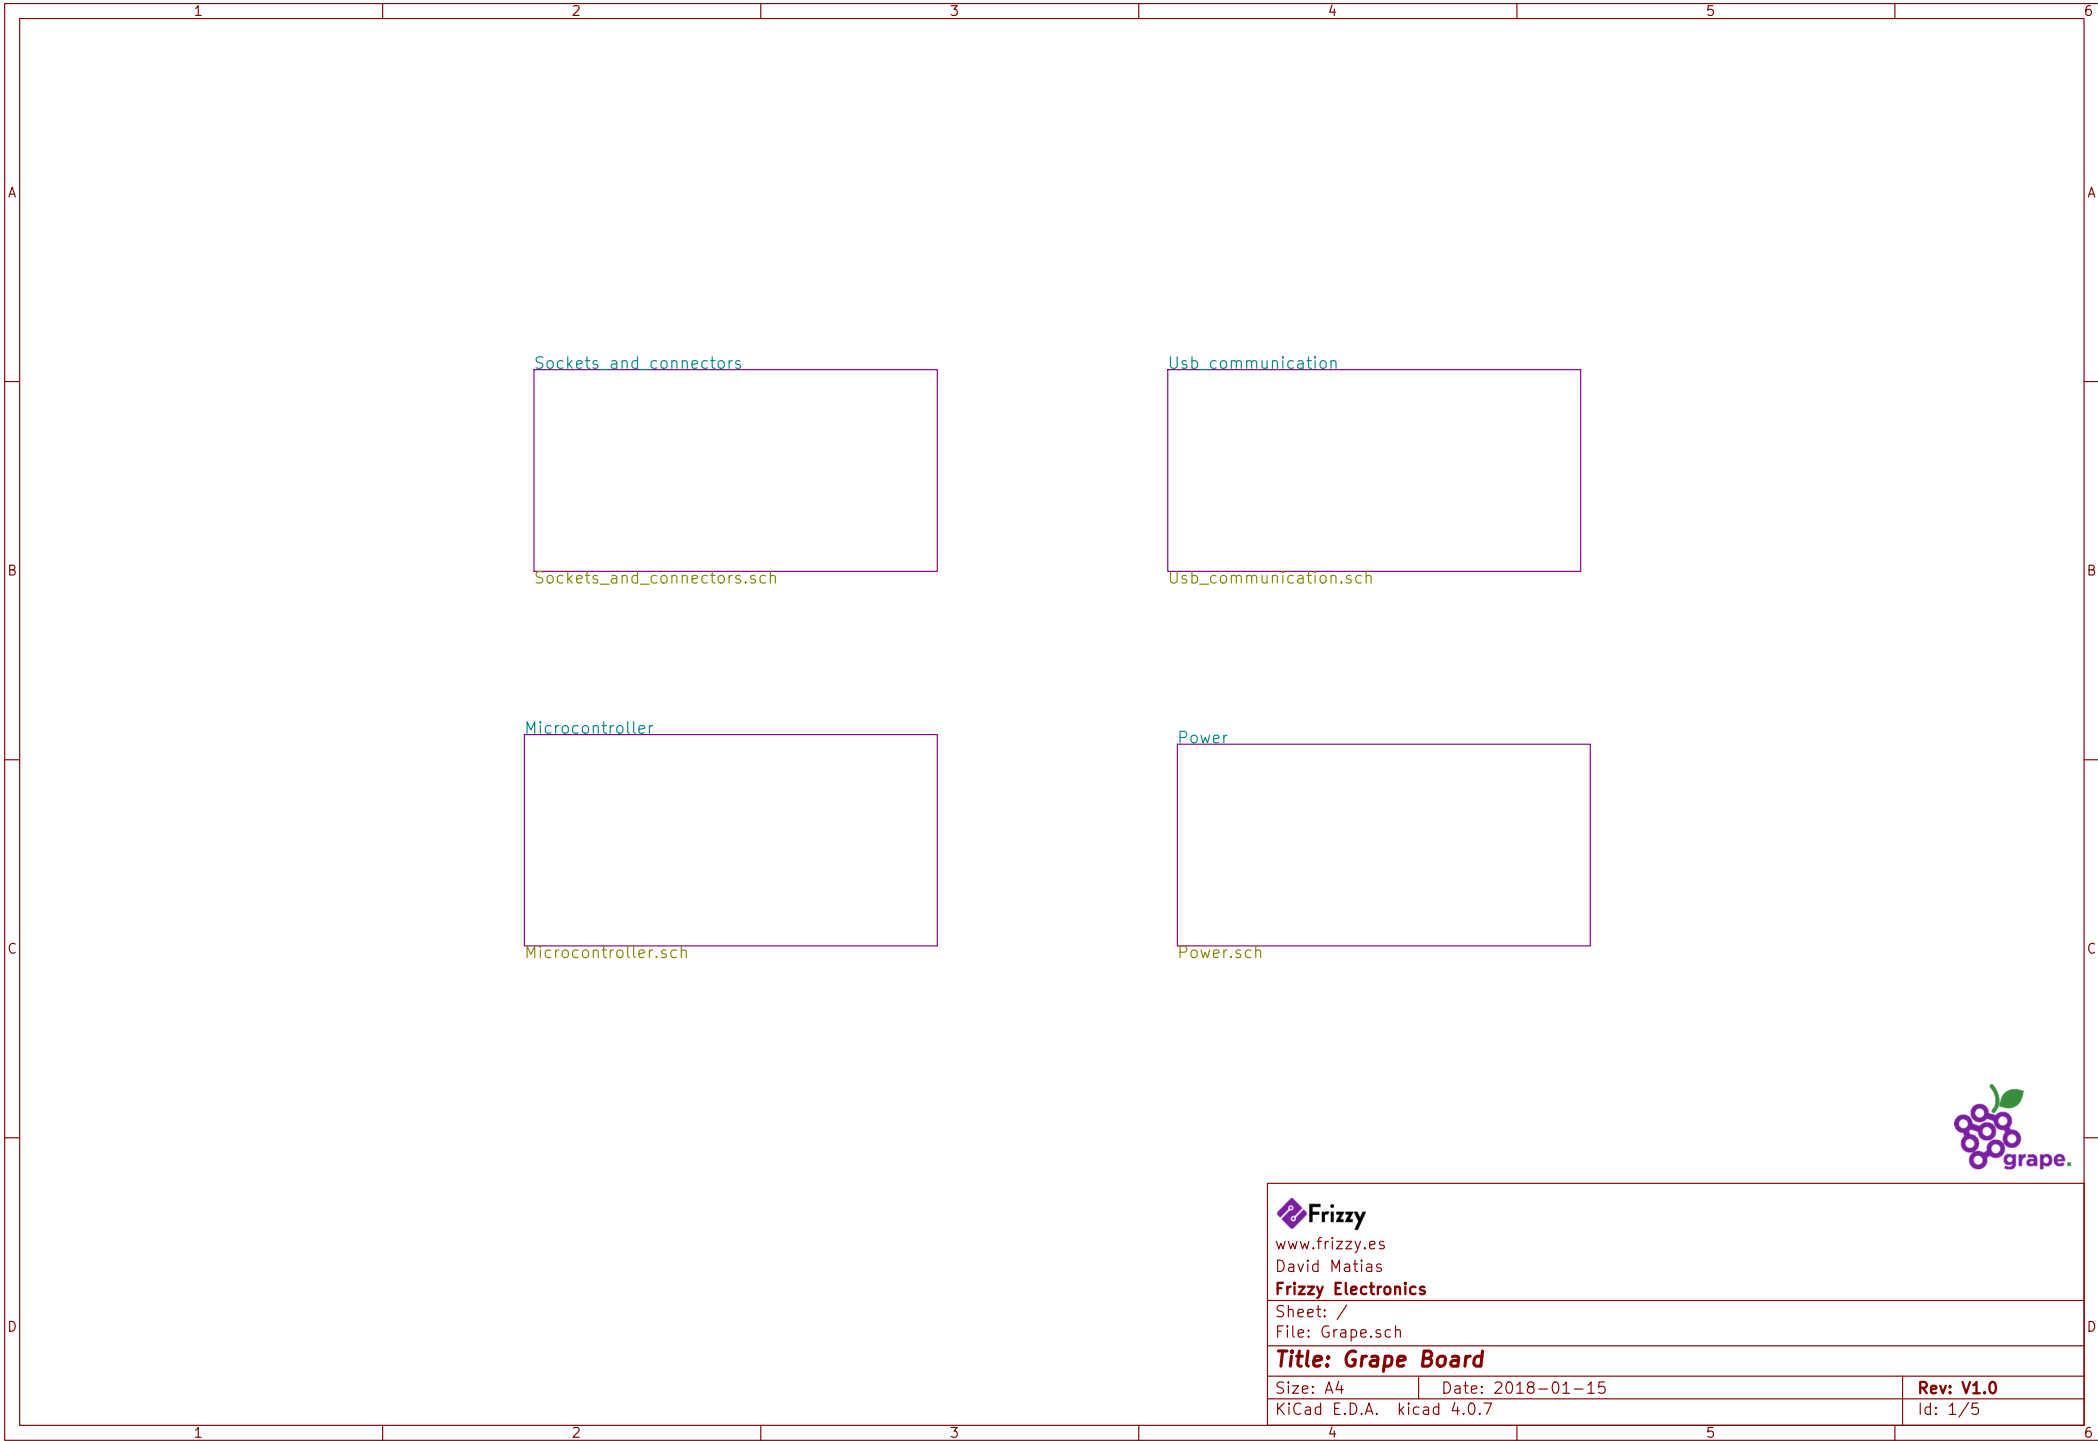 1 2 3 4 5 6
A A
Sockets and connectors
Usb communication
B B
Sockets_and_connectors.sch
Usb_communication.sch
Microcontroller
Power
C C
Microcontroller.sch
Power.sch
grape.
Frizzy
www.frizzy.es
David Matias
Frizzy Electronics
Sheet: /
File: Grape.sch
D D
Title: Grape Board
Size: A4 Date: 2018-01-15 Rev: V1.0
KiCad E.D.A. kicad 4.0.7 Id: 1/5
1 2 3 4 5 6